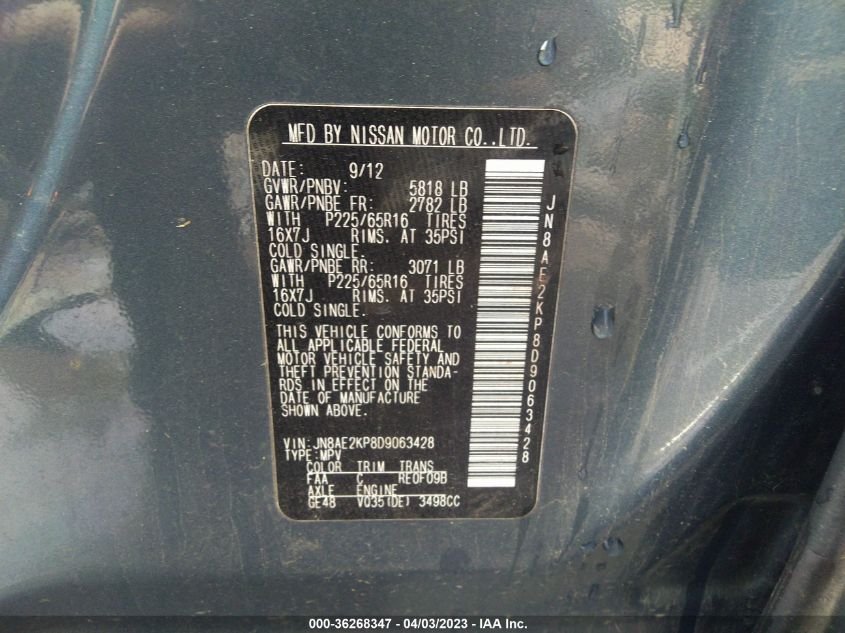 MFD BY NISSAN MOTOR CO.,LTD.
DATE: 9/12
GVWR/PNBV: 5818 LB
GAWR/PNBE FR: 2782 LB
WITH P225/65R16 TIRES
16X7J RIMS. AT 35PSI
COLD SINGLE.
GAWR/PNBE RR: 3071 LB
WITH P225/65R16 TIRES
16X7J RIMS. AT 35PSI
COLD SINGLE.
THIS VEHICLE CONFORMS TO
ALL APPLICABLE FEDERAL
MOTOR VEHICLE SAFETY AND
THEFT PREVENTION STANDA-
RDS IN EFFECT ON THE
DATE OF MANUFACTURE
SHOWN ABOVE.
VIN:JN8AE2KP8D9063428
TYPE:MPV
COLOR TRIM TRANS
FAA C RE0F09B
AXLE ENGINE
GE48 VQ35(DE) 3498CC
JN8AE2KP8D9063428
000-36268347 - 04/03/2023 - IAA Inc.